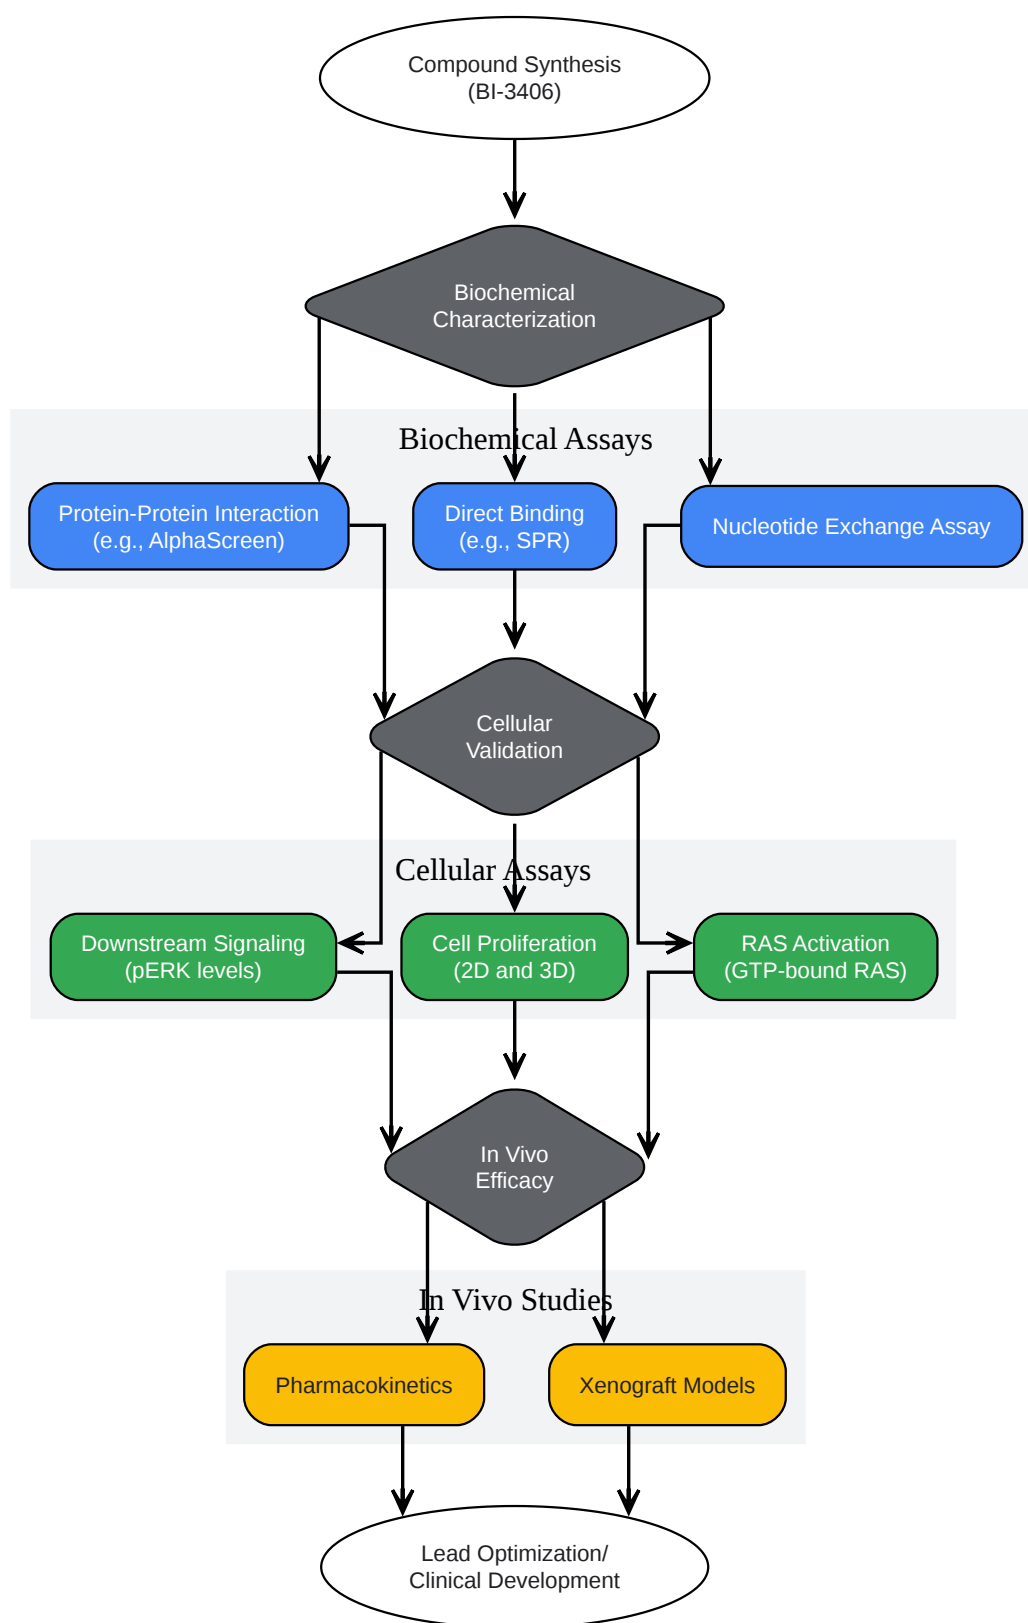 Compound Synthesis
(BI-3406)
Biochemical
Characterization
Biochemical Assays
Protein-Protein Interaction
(e.g., AlphaScreen)
Direct Binding
(e.g., SPR)
Nucleotide Exchange Assay
Cellular
Validation
Cellular Assays
Downstream Signaling
(pERK levels)
Cell Proliferation
(2D and 3D)
RAS Activation
(GTP-bound RAS)
In Vivo
Efficacy
In Vivo Studies
Pharmacokinetics
Xenograft Models
Lead Optimization/
Clinical Development